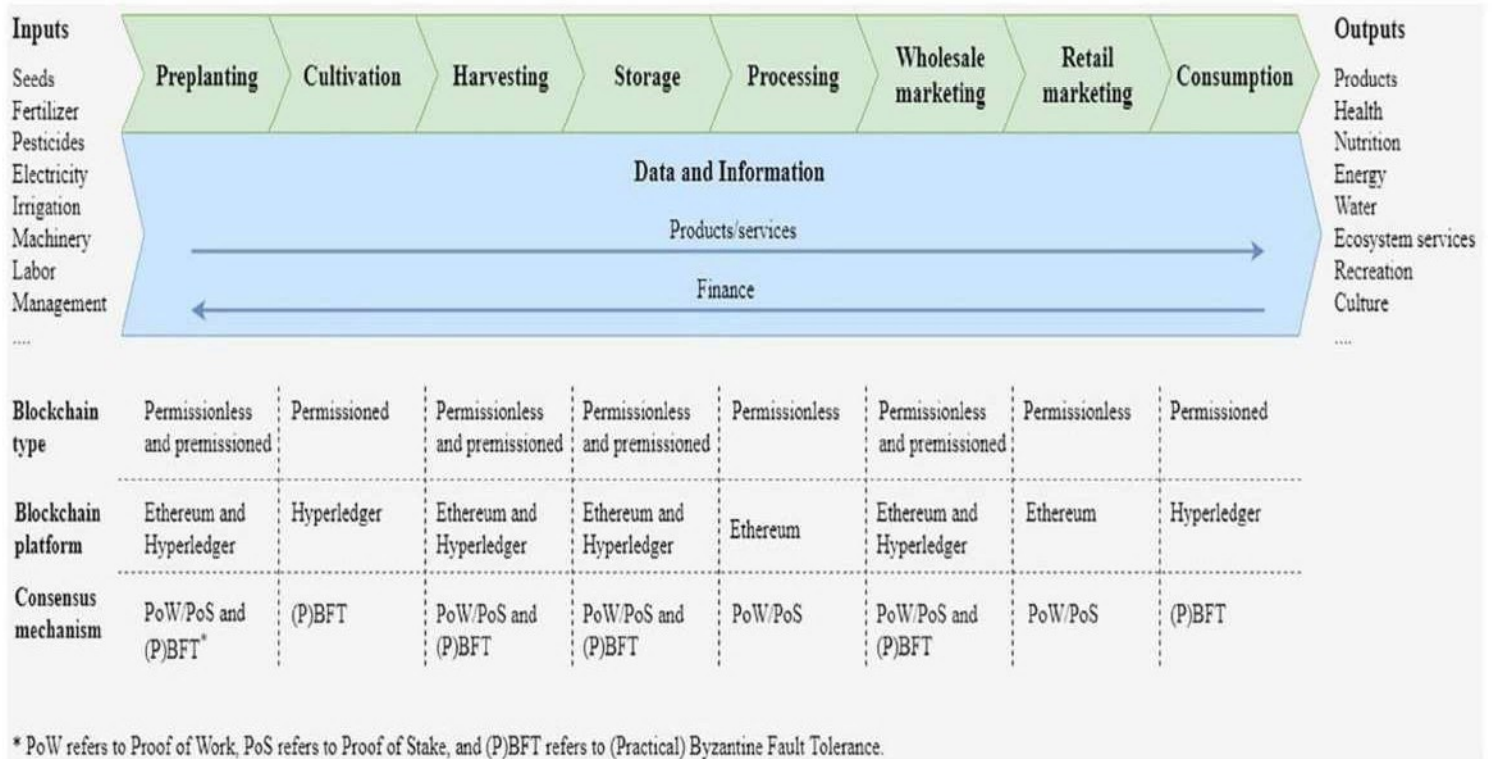 Inputs
Seeds
Fertilizer
Pesticides
Electricity
Irrigation
Machinery
Labor
Management
....
Preplanting
Cultivation
Harvesting
Storage
Processing
Wholesale
marketing
Retail
marketing
Consumption
Data and Information
Products/services
Finance
Outputs
Products
Health
Nutrition
Energy
Water
Ecosystem services
Recreation
Culture
....
Blockchain
type
Permissionless
and premissioned
Permissioned
Permissionless
and premissioned
Permissionless
and premissioned
Permissionless
Permissionless
and premissioned
Permissionless
Permissioned
Blockchain
platform
Ethereum and
Hyperledger
Hyperledger
Ethereum and
Hyperledger
Ethereum and
Hyperledger
Ethereum
Ethereum and
Hyperledger
Ethereum
Hyperledger
Consensus
mechanism
PoW/PoS and
(P)BFT*
(P)BFT
PoW/PoS and
(P)BFT
PoW/PoS and
(P)BFT
PoW/PoS
PoW/PoS and
(P)BFT
PoW/PoS
(P)BFT
* PoW refers to Proof of Work, PoS refers to Proof of Stake, and (P)BFT refers to (Practical) Byzantine Fault Tolerance.